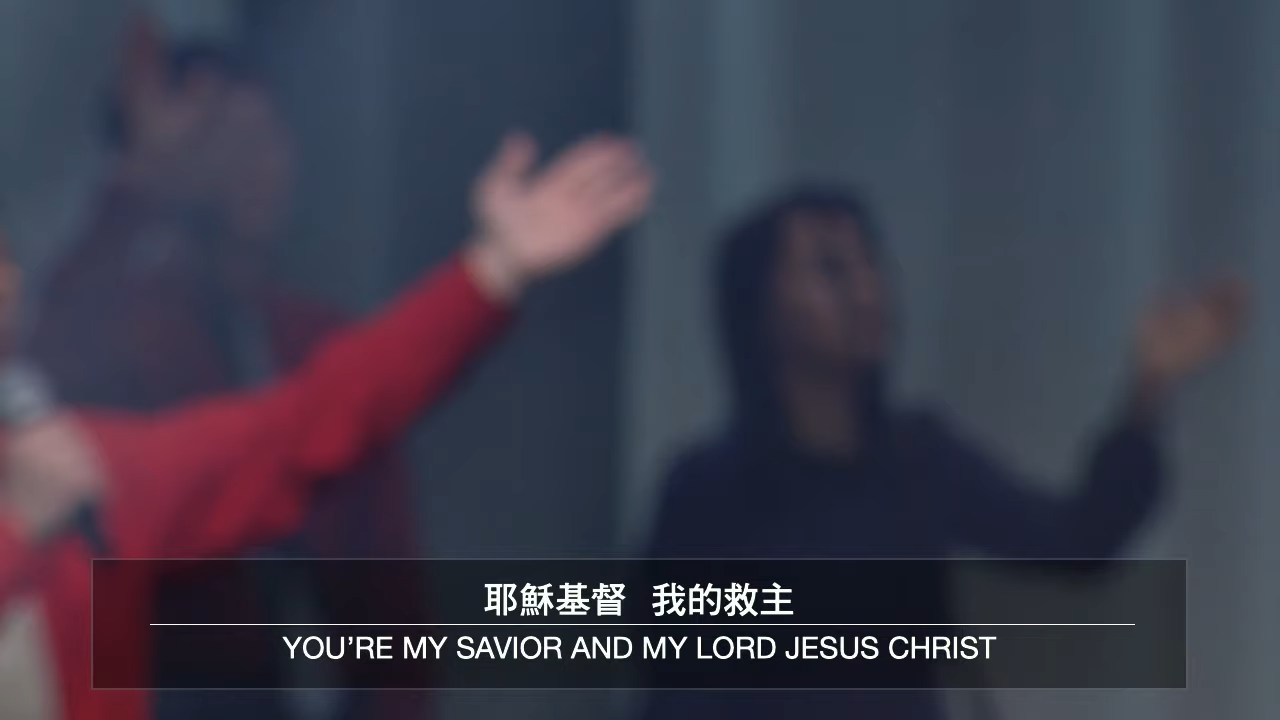 耶穌基督 我的救主
YOU'RE MY SAVIOR AND MY LORD JESUS CHRIST